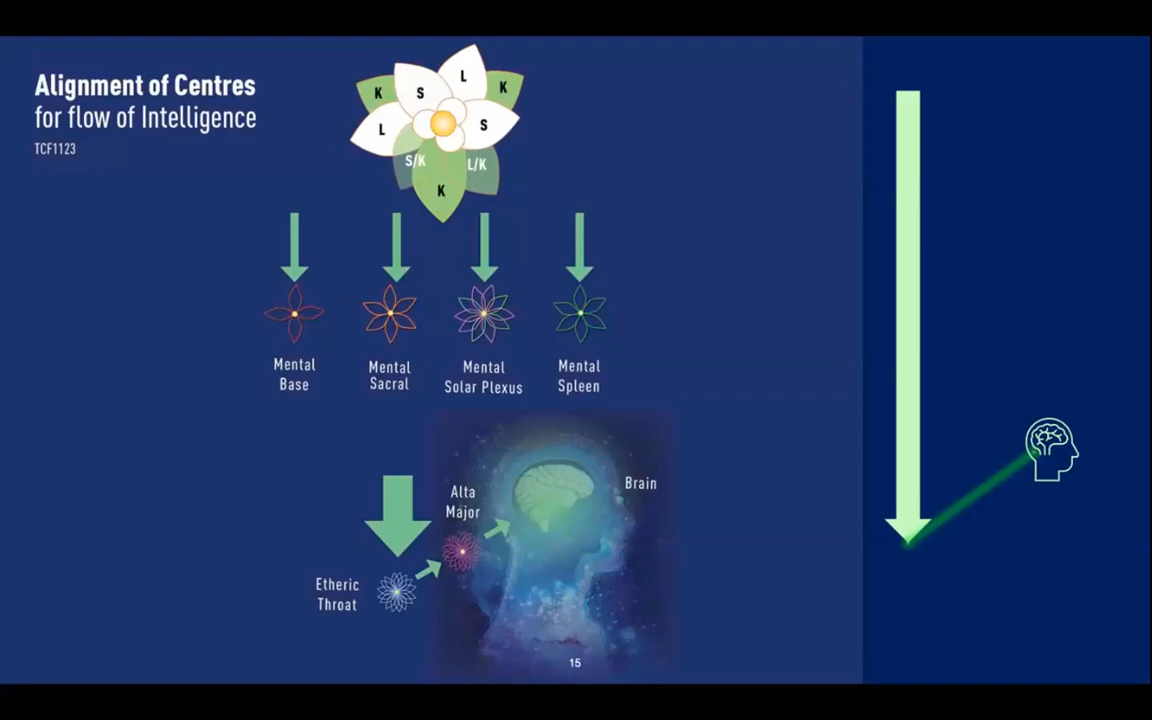 Alignment of Centres
for flow of Intelligence
TCF1123
L
K
S
K
L
S
S/K
L/K
K
Mental
Base
Mental
Sacral
Mental
Solar Plexus
Mental
Spleen
Alta
Major
Brain
Etheric
Throat
15